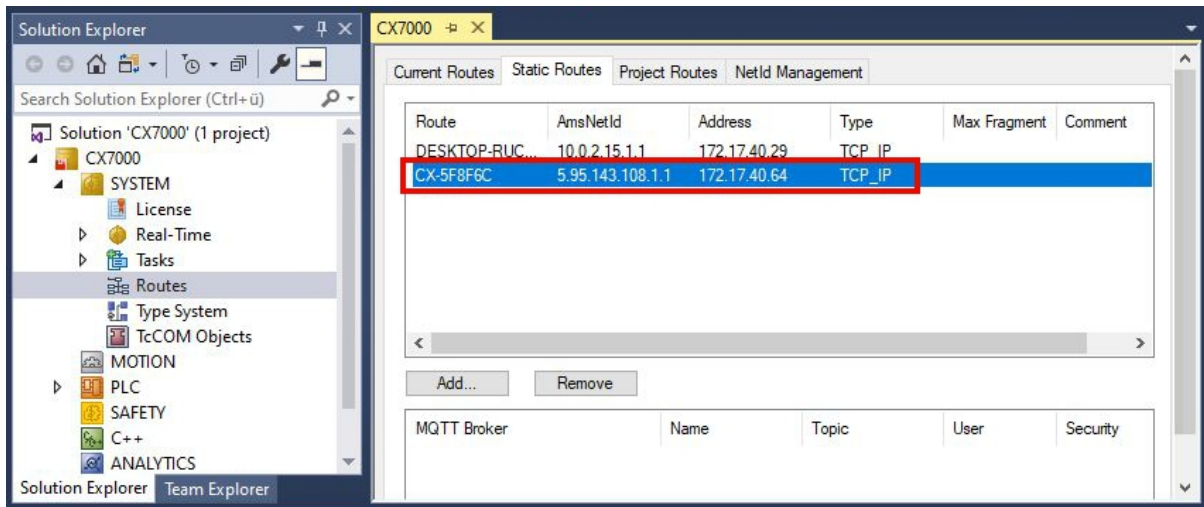 Solution Explorer
Search Solution Explorer (Ctrl+ü)
Solution 'CX7000' (1 project)
CX7000
SYSTEM
License
Real-Time
Tasks
Routes
Type System
TcCOM Objects
MOTION
PLC
SAFETY
C++
ANALYTICS
Solution Explorer Team Explorer
CX7000
Current Routes Static Routes Project Routes NetId Management
Route AmsNetId Address Type Max Fragment Comment
DESKTOP-RUC... 10.0.2.15.1.1 172.17.40.29 TCP_IP
CX-5F8F6C 5.95.143.108.1.1 172.17.40.64 TCP_IP
Add... Remove
MQTT Broker Name Topic User Security